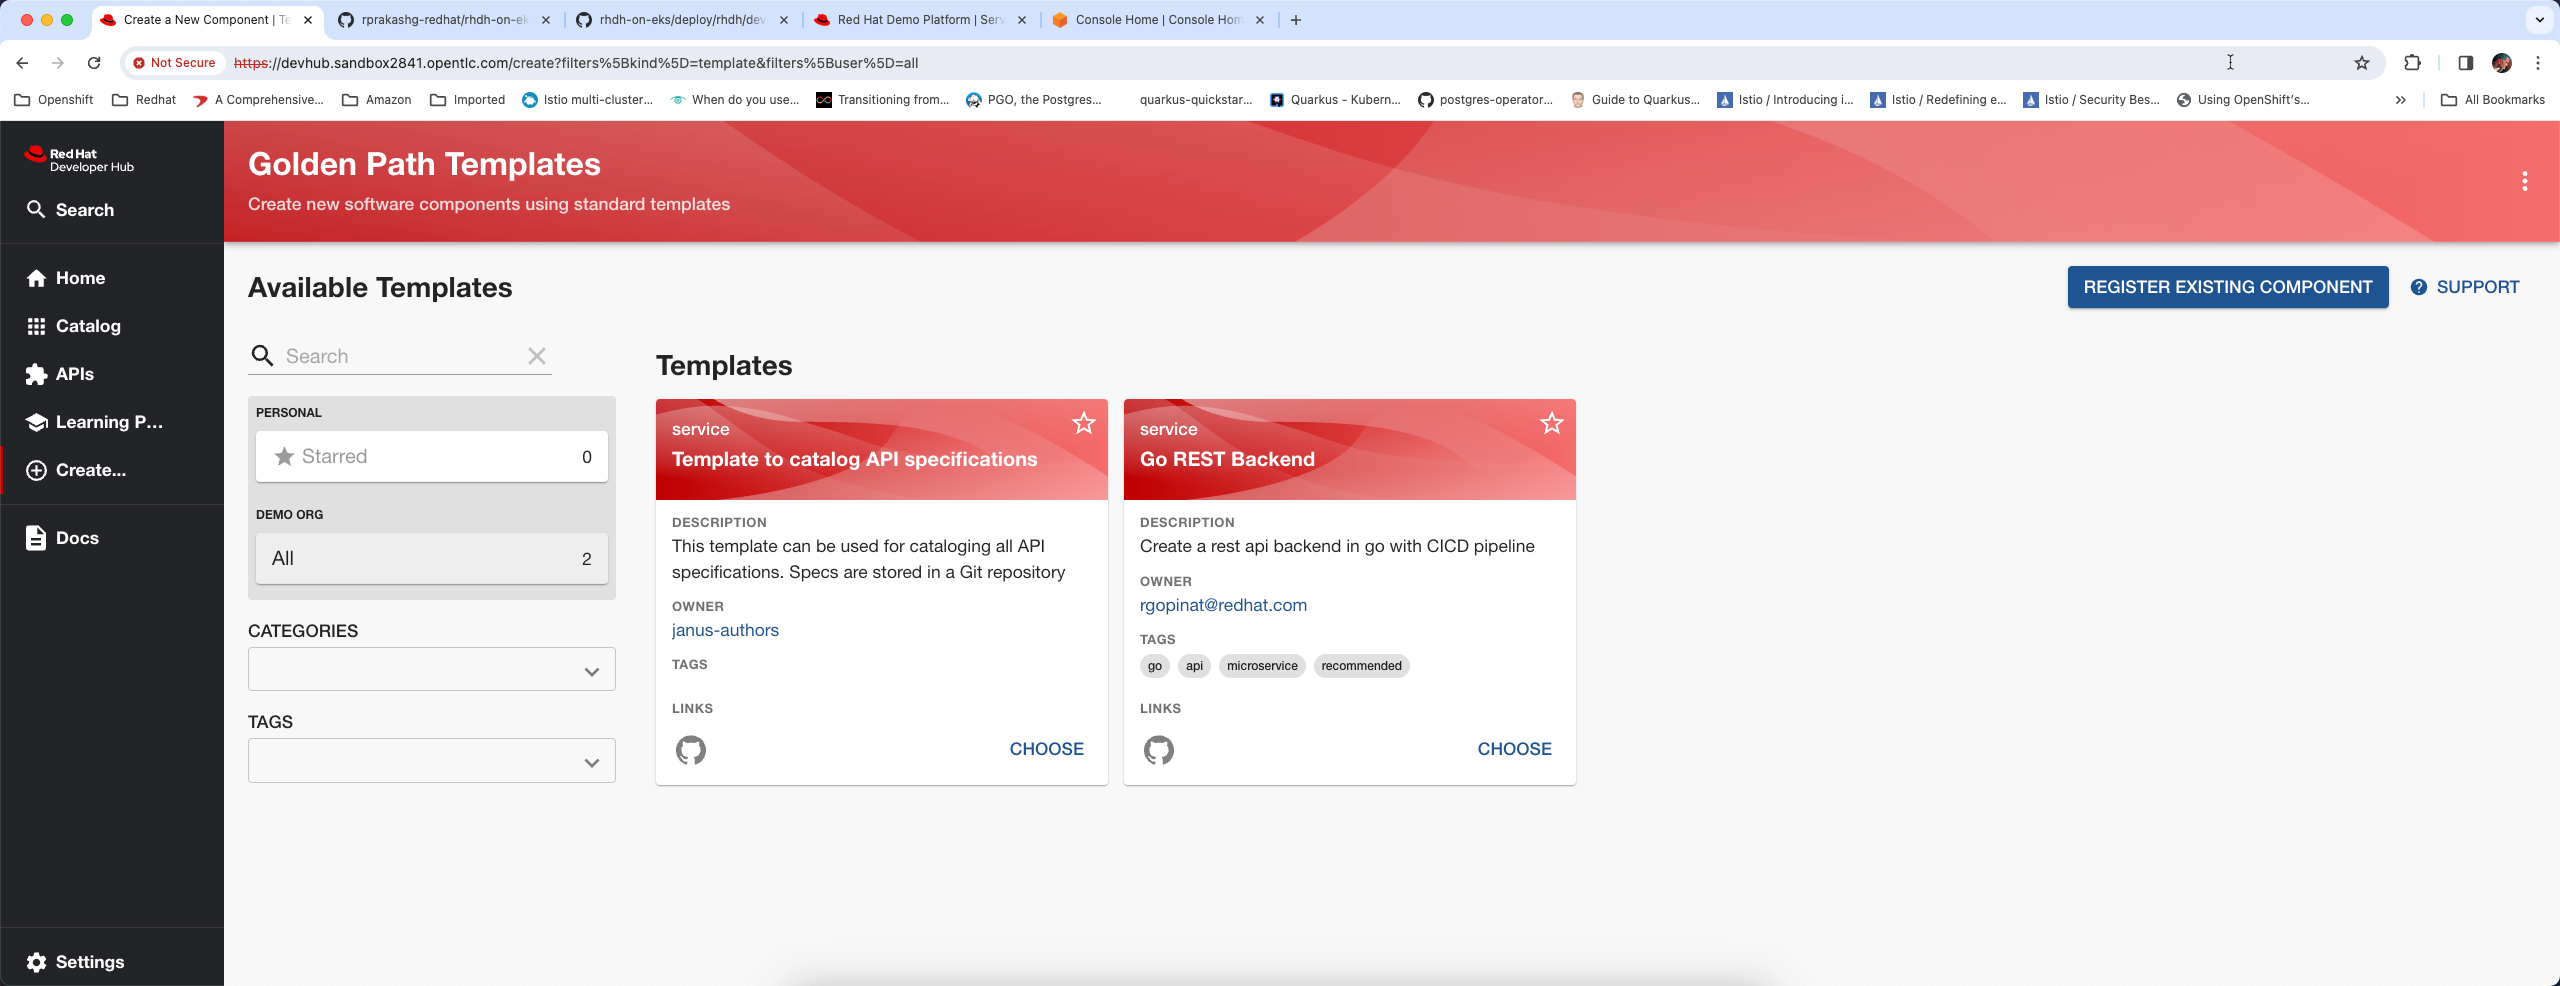 Create a New Component | Te
rprakashg-redhat/rhdh-on-ek
rhdh-on-eks/deploy/rhdh/dev
Red Hat Demo Platform | Serv
Console Home | Console Hom
Not Secure
https://devhub.sandbox2841.opentlc.com/create?filters%5Bkind%5D=template&filters%5Buser%5D=all
Openshift
Redhat
A Comprehensive...
Amazon
Imported
Istio multi-cluster...
When do you use...
Transitioning from...
PGO, the Postgres...
quarkus-quickstar...
Quarkus - Kubern...
postgres-operator...
Guide to Quarkus...
Istio / Introducing i...
Istio / Redefining e...
Istio / Security Bes...
Using OpenShift's...
All Bookmarks
Red Hat
Developer Hub
Search
Home
Catalog
APIs
Learning P...
Create...
Docs
Settings
Golden Path Templates
Create new software components using standard templates
Available Templates
REGISTER EXISTING COMPONENT
SUPPORT
Search
PERSONAL
Starred 0
DEMO ORG
All 2
CATEGORIES
TAGS
Templates
service
Template to catalog API specifications
DESCRIPTION
This template can be used for cataloging all API
specifications. Specs are stored in a Git repository
OWNER
janus-authors
TAGS
LINKS
CHOOSE
service
Go REST Backend
DESCRIPTION
Create a rest api backend in go with CICD pipeline
OWNER
rgopinat@redhat.com
TAGS
go api microservice recommended
LINKS
CHOOSE